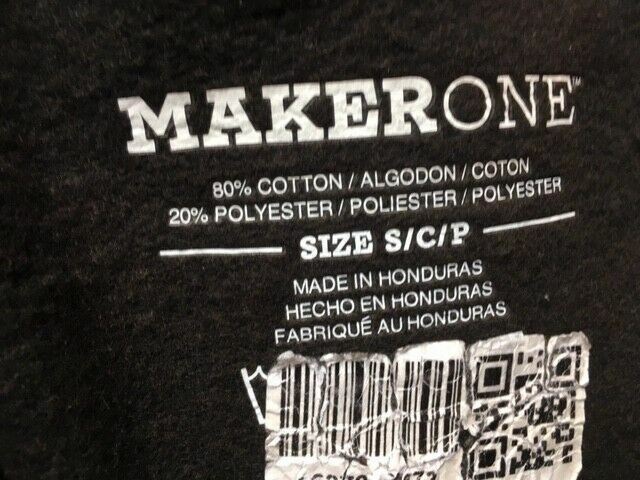 MAKERONE™
80% COTTON / ALGODON / COTON
20% POLYESTER / POLIESTER / POLYESTER
SIZE S/C/P
MADE IN HONDURAS
HECHO EN HONDURAS
FABRIQUÉ AU HONDURAS